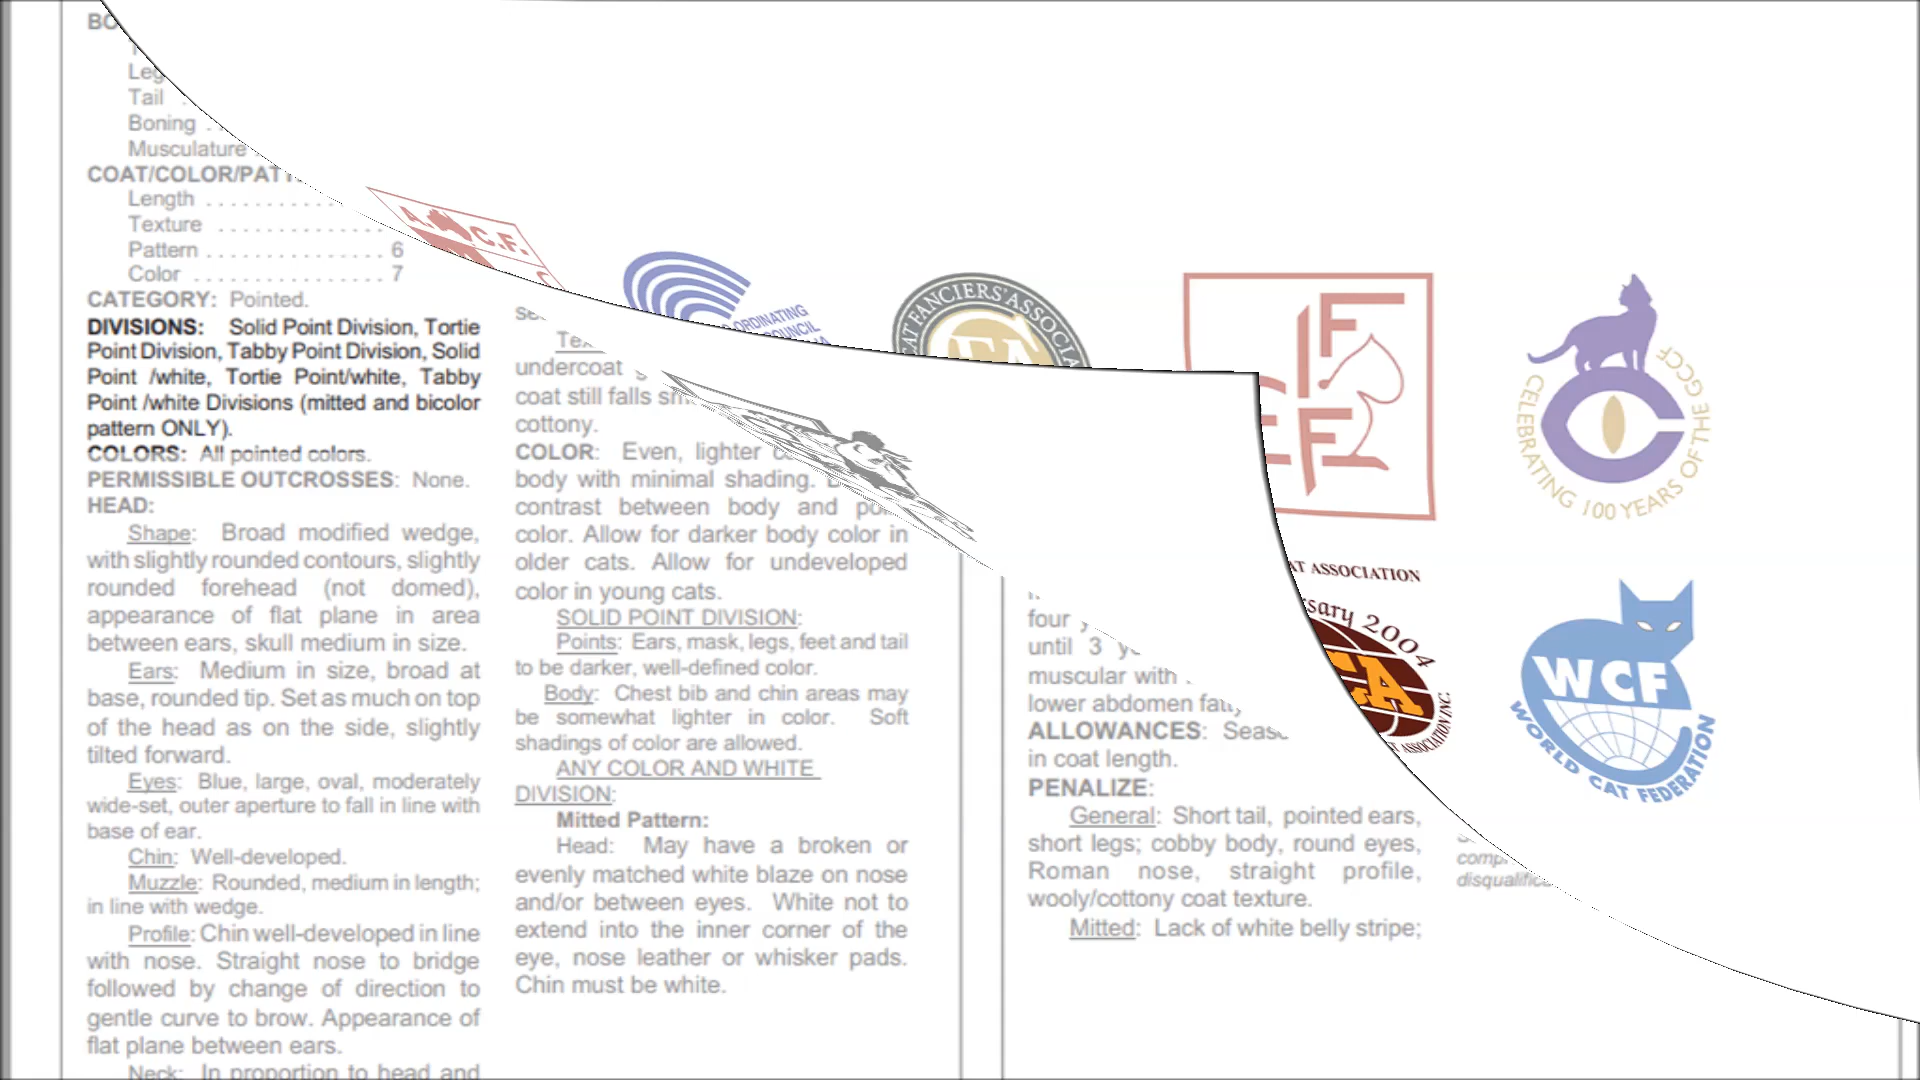 Tail
Boning . .
Musculature
Length . . . . . . . . . . . .
Texture . . . . . . . . . . . .
Pattern . . . . . . . . . . . . . . . 6
Color . . . . . . . . . . . . . . . . 7
CATEGORY: Pointed.
DIVISIONS: Solid Point Division, Tortie
Point Division, Tabby Point Division, Solid
Point /white, Tortie Point/white, Tabby
Point /white Divisions (mitted and bicolor
pattern ONLY).
COLORS: All pointed colors.
PERMISSIBLE OUTCROSSES: None.
HEAD:
Shape: Broad modified wedge,
with slightly rounded contours, slightly
rounded forehead (not domed),
appearance of flat plane in area
between ears, skull medium in size.
Ears: Medium in size, broad at
base, rounded tip. Set as much on top
of the head as on the side, slightly
tilted forward.
Eyes: Blue, large, oval, moderately
wide-set, outer aperture to fall in line with
base of ear.
Chin: Well-developed.
Muzzle: Rounded, medium in length;
in line with wedge.
Profile: Chin well-developed in line
with nose. Straight nose to bridge
followed by change of direction to
gentle curve to brow. Appearance of
flat plane between ears.
Neck: In proportion to head and
undercoat
coat still falls
cottony.
COLOR: Even, lighter
body with minimal shading.
contrast between body and
color. Allow for darker body color in
older cats. Allow for undeveloped
color in young cats.
SOLID POINT DIVISION:
Points: Ears, mask, legs, feet and tail
to be darker, well-defined color.
Body: Chest bib and chin areas may
be somewhat lighter in color. Soft
shadings of color are allowed.
ANY COLOR AND WHITE
DIVISION:
Mitted Pattern:
Head: May have a broken or
evenly matched white blaze on nose
and/or between eyes. White not to
extend into the inner corner of the
eye, nose leather or whisker pads.
Chin must be white.
four
until 3
muscular with
lower abdomen
ALLOWANCES:
in coat length.
PENALIZE:
General: Short tail, pointed ears,
short legs; cobby body, round eyes,
Roman nose, straight profile,
wooly/cottony coat texture.
Mitted: Lack of white belly stripe;
A. C.F.
ORDINATING
FANCIERS'
FIFE
CELEBRATING 100 YEARS OF THE GCCF
ASSOCIATION
2004
ASSOCIATION INC.
WCF
WORLD CAT FEDERATION